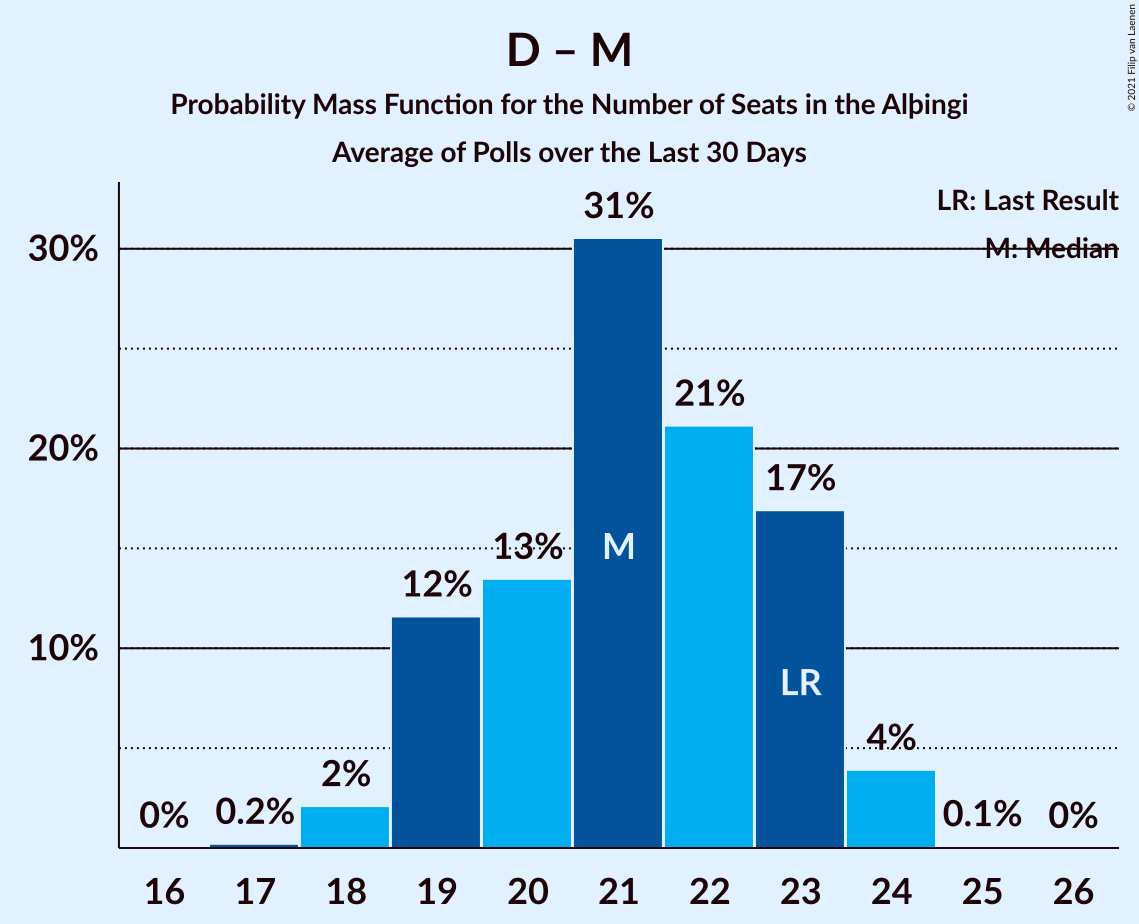 D – M
Probability Mass Function for the Number of Seats in the Alþingi
Average of Polls over the Last 30 Days
© 2021 Filip van Laenen
LR: Last Result
M: Median
30%
20%
10%
0%
0.2%
2%
12%
13%
31%
21%
17%
4%
0.1%
0%
M
LR
16 17 18 19 20 21 22 23 24 25 26